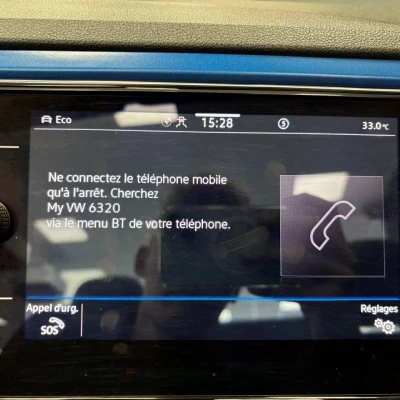 Eco 15:28 5 33.0°C
Ne connectez le téléphone mobile
qu'à l'arrêt. Cherchez
My VW 6320
via le menu BT de votre téléphone.
Appel d'urg. Réglages
SOS